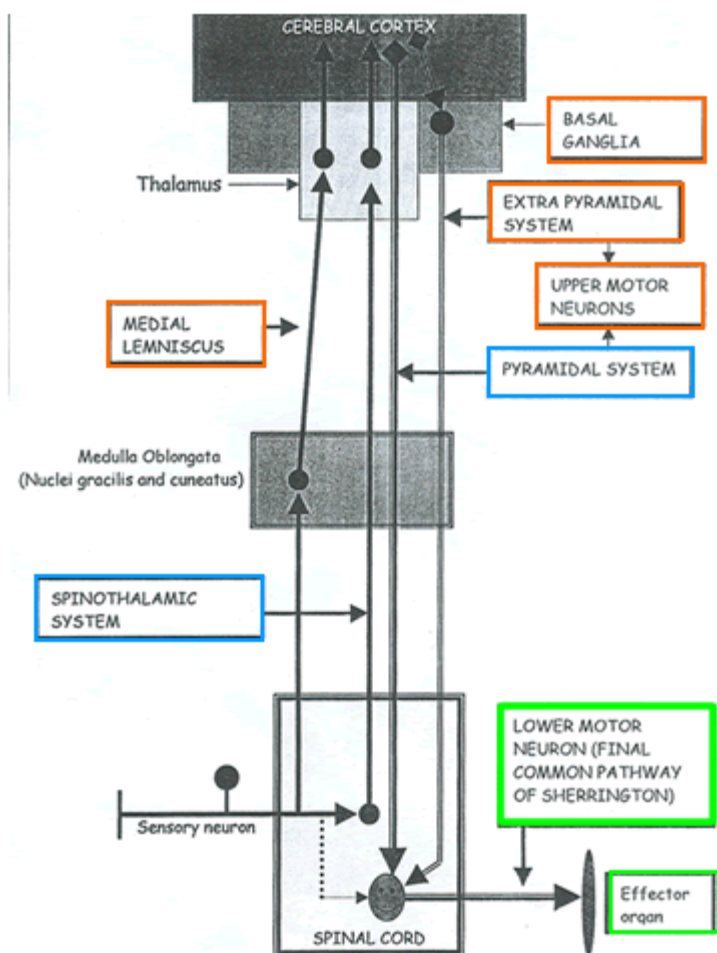 CEREBRAL CORTEX
BASAL
GANGLIA
Thalamus
EXTRA PYRAMIDAL
SYSTEM
UPPER MOTOR
NEURONS
MEDIAL
LEMNISCUS
PYRAMIDAL SYSTEM
Medulla Oblongata
(Nuclei gracilis and cuneatus)
SPINOTHALAMIC
SYSTEM
LOWER MOTOR
NEURON (FINAL
COMMON PATHWAY
OF SHERRINGTON)
Sensory neuron
Effector
organ
SPINAL CORD